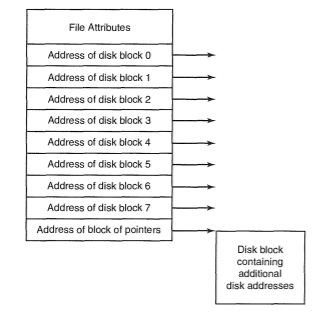 File Attributes
Address of disk block 0
Address of disk block 1
Address of disk block 2
Address of disk block 3
Address of disk block 4
Address of disk block 5
Address of disk block 6
Address of disk block 7
Address of block of pointers
Disk block
containing
additional
disk addresses